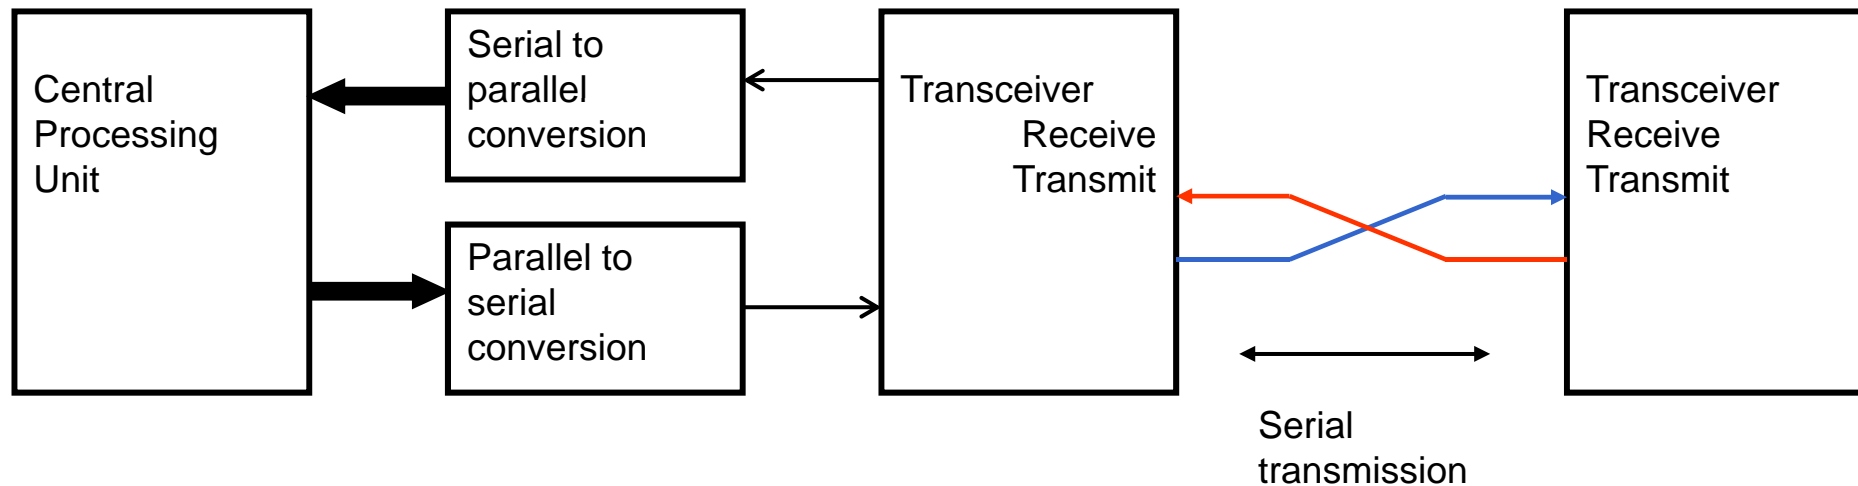 Central
Processing
Unit
Serial to
parallel
conversion
Parallel to
serial
conversion
Transceiver
Receive
Transmit
Transceiver
Receive
Transmit
Serial
transmission